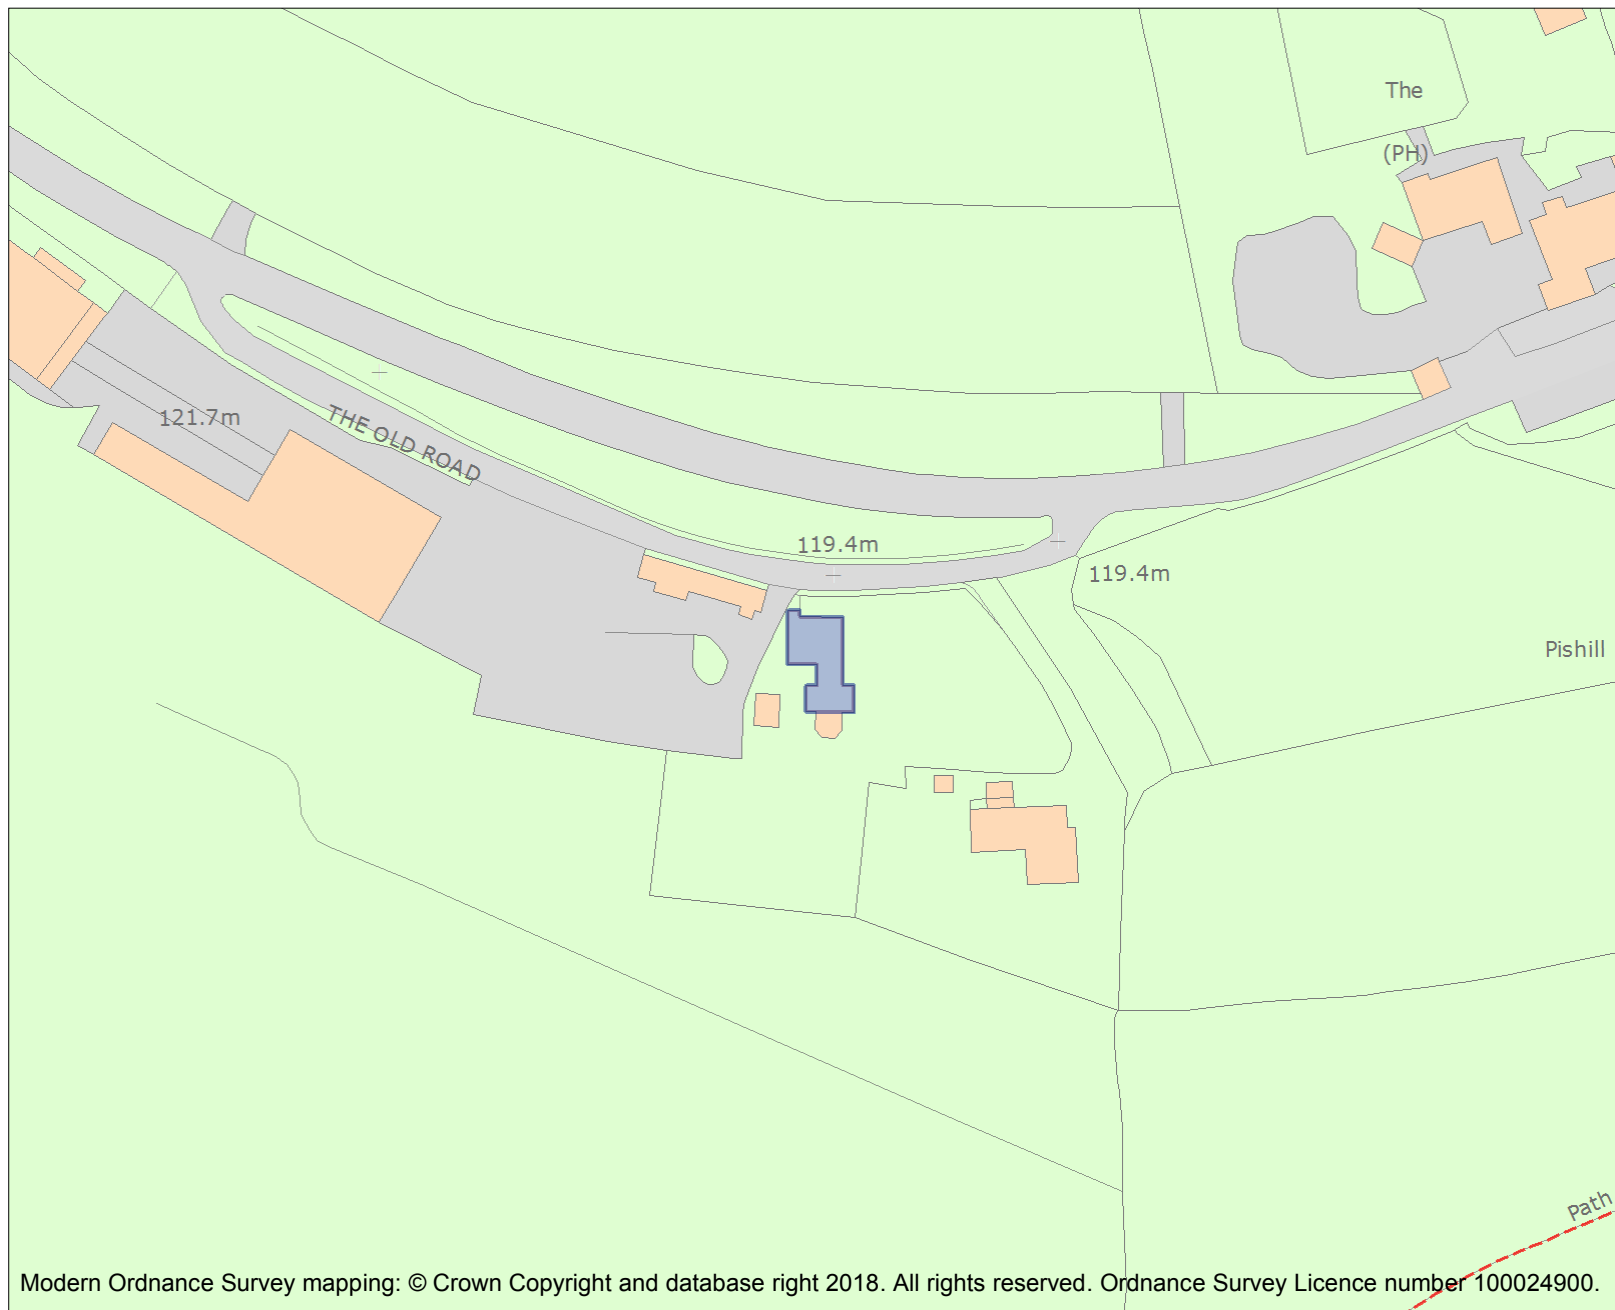 The
(PH)
121.7m
THE OLD ROAD
119.4m
119.4m
Pishill
Path
Modern Ordnance Survey mapping: © Crown Copyright and database right 2018. All rights reserved. Ordnance Survey Licence number 100024900.